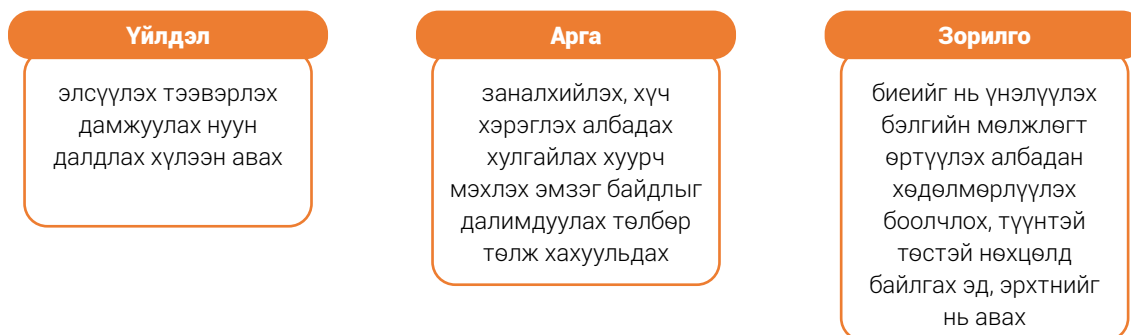 Үйлдэл
элсүүлэх тээвэрлэх
дамжуулах нуун
далдлах хүлээн авах
Арга
заналхийлэх, хүч
хэрэглэх албадах
хулгайлах хуурч
мэхлэх эмзэг байдлыг
далимдуулах төлбөр
төлж хахуульдах
Зорилго
биеийг нь үнэлүүлэх
бэлгийн мөлжлөгт
өртүүлэх албадан
хөдөлмөрлүүлэх
боолчлох, түүнтэй
төстэй нөхцөлд
байлгах эд, эрхтнийг
нь авах